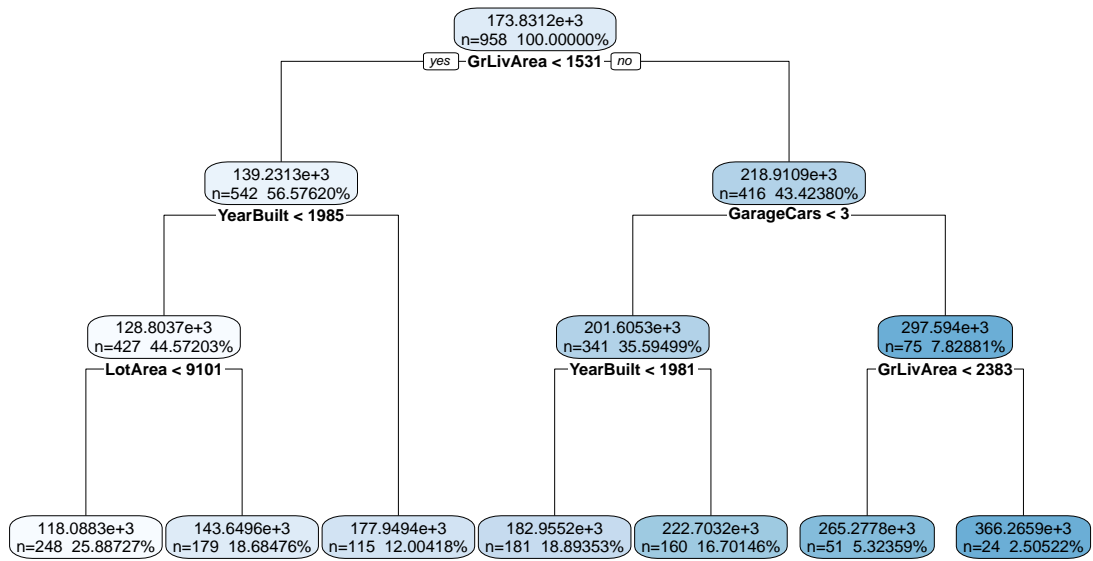 173.8312e+3
n=958 100.00000%
yes GrLivArea < 1531 no
139.2313e+3
n=542 56.57620%
YearBuilt < 1985
218.9109e+3
n=416 43.42380%
GarageCars < 3
128.8037e+3
n=427 44.57203%
LotArea < 9101
201.6053e+3
n=341 35.59499%
YearBuilt < 1981
297.594e+3
n=75 7.82881%
GrLivArea < 2383
118.0883e+3
n=248 25.88727%
143.6496e+3
n=179 18.68476%
177.9494e+3
n=115 12.00418%
182.9552e+3
n=181 18.89353%
222.7032e+3
n=160 16.70146%
265.2778e+3
n=51 5.32359%
366.2659e+3
n=24 2.50522%